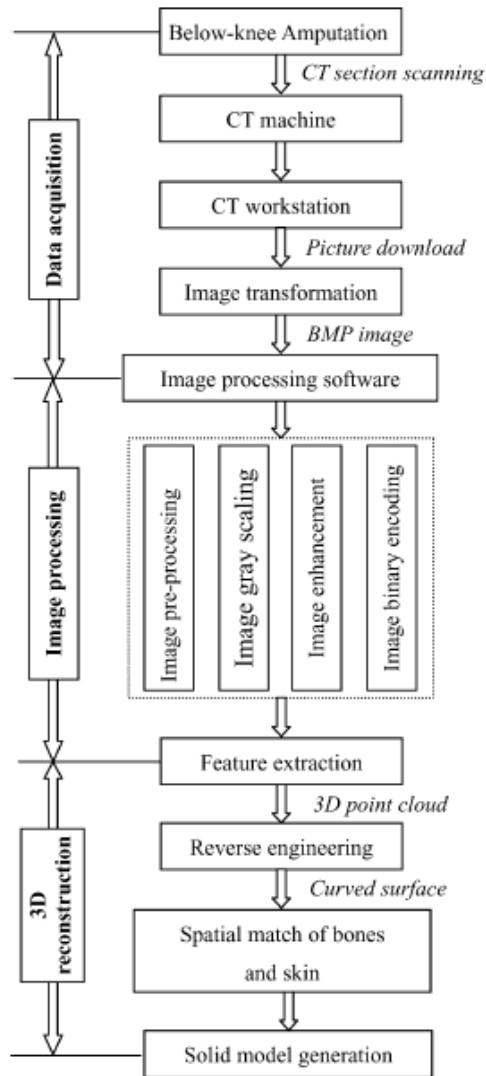 Below-knee Amputation
CT section scanning
CT machine
CT workstation
Picture download
Image transformation
BMP image
Image processing software
Data acquisition
Image pre-processing
Image gray scaling
Image enhancement
Image binary encoding
Image processing
Feature extraction
3D point cloud
Reverse engineering
Curved surface
Spatial match of bones
and skin
Solid model generation
3D
reconstruction